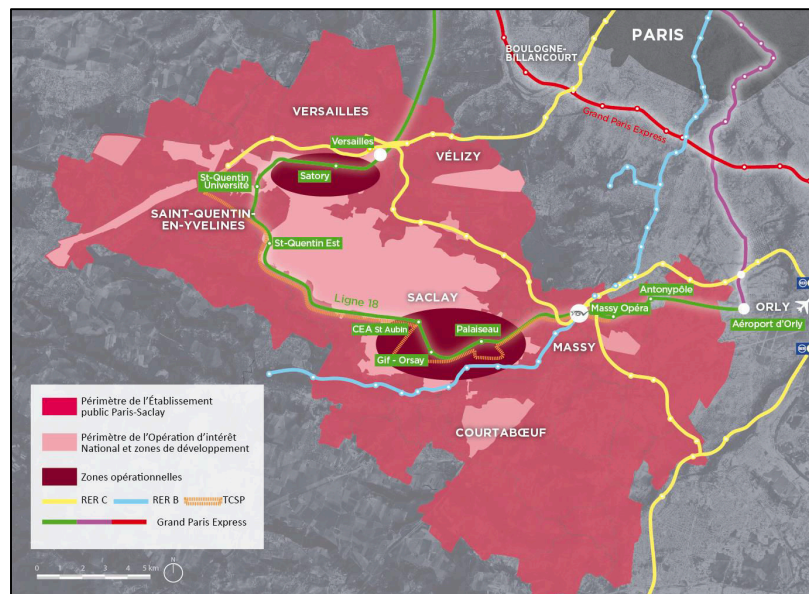 PARIS
BOULOGNE-
BILLANCOURT
Grand Paris Express
VERSAILLES
Versailles
VÉLIZY
St-Quentin
Université
Satory
SAINT-QUENTIN-
EN-YVELINES
St-Quentin Est
Ligne 18
SACLAY
CEA St Aubin
Palaiseau
Gif - Orsay
TGV
Massy Opéra
MASSY
Antonypôle
ORLY
Aéroport d'Orly
COURTABŒUF
Périmètre de l'Établissement
public Paris-Saclay
Périmètre de l'Opération d'intérêt
National et zones de développement
Zones opérationnelles
RER C
RER B
TCSP
Grand Paris Express
0 1 2 3 4 5 km
N